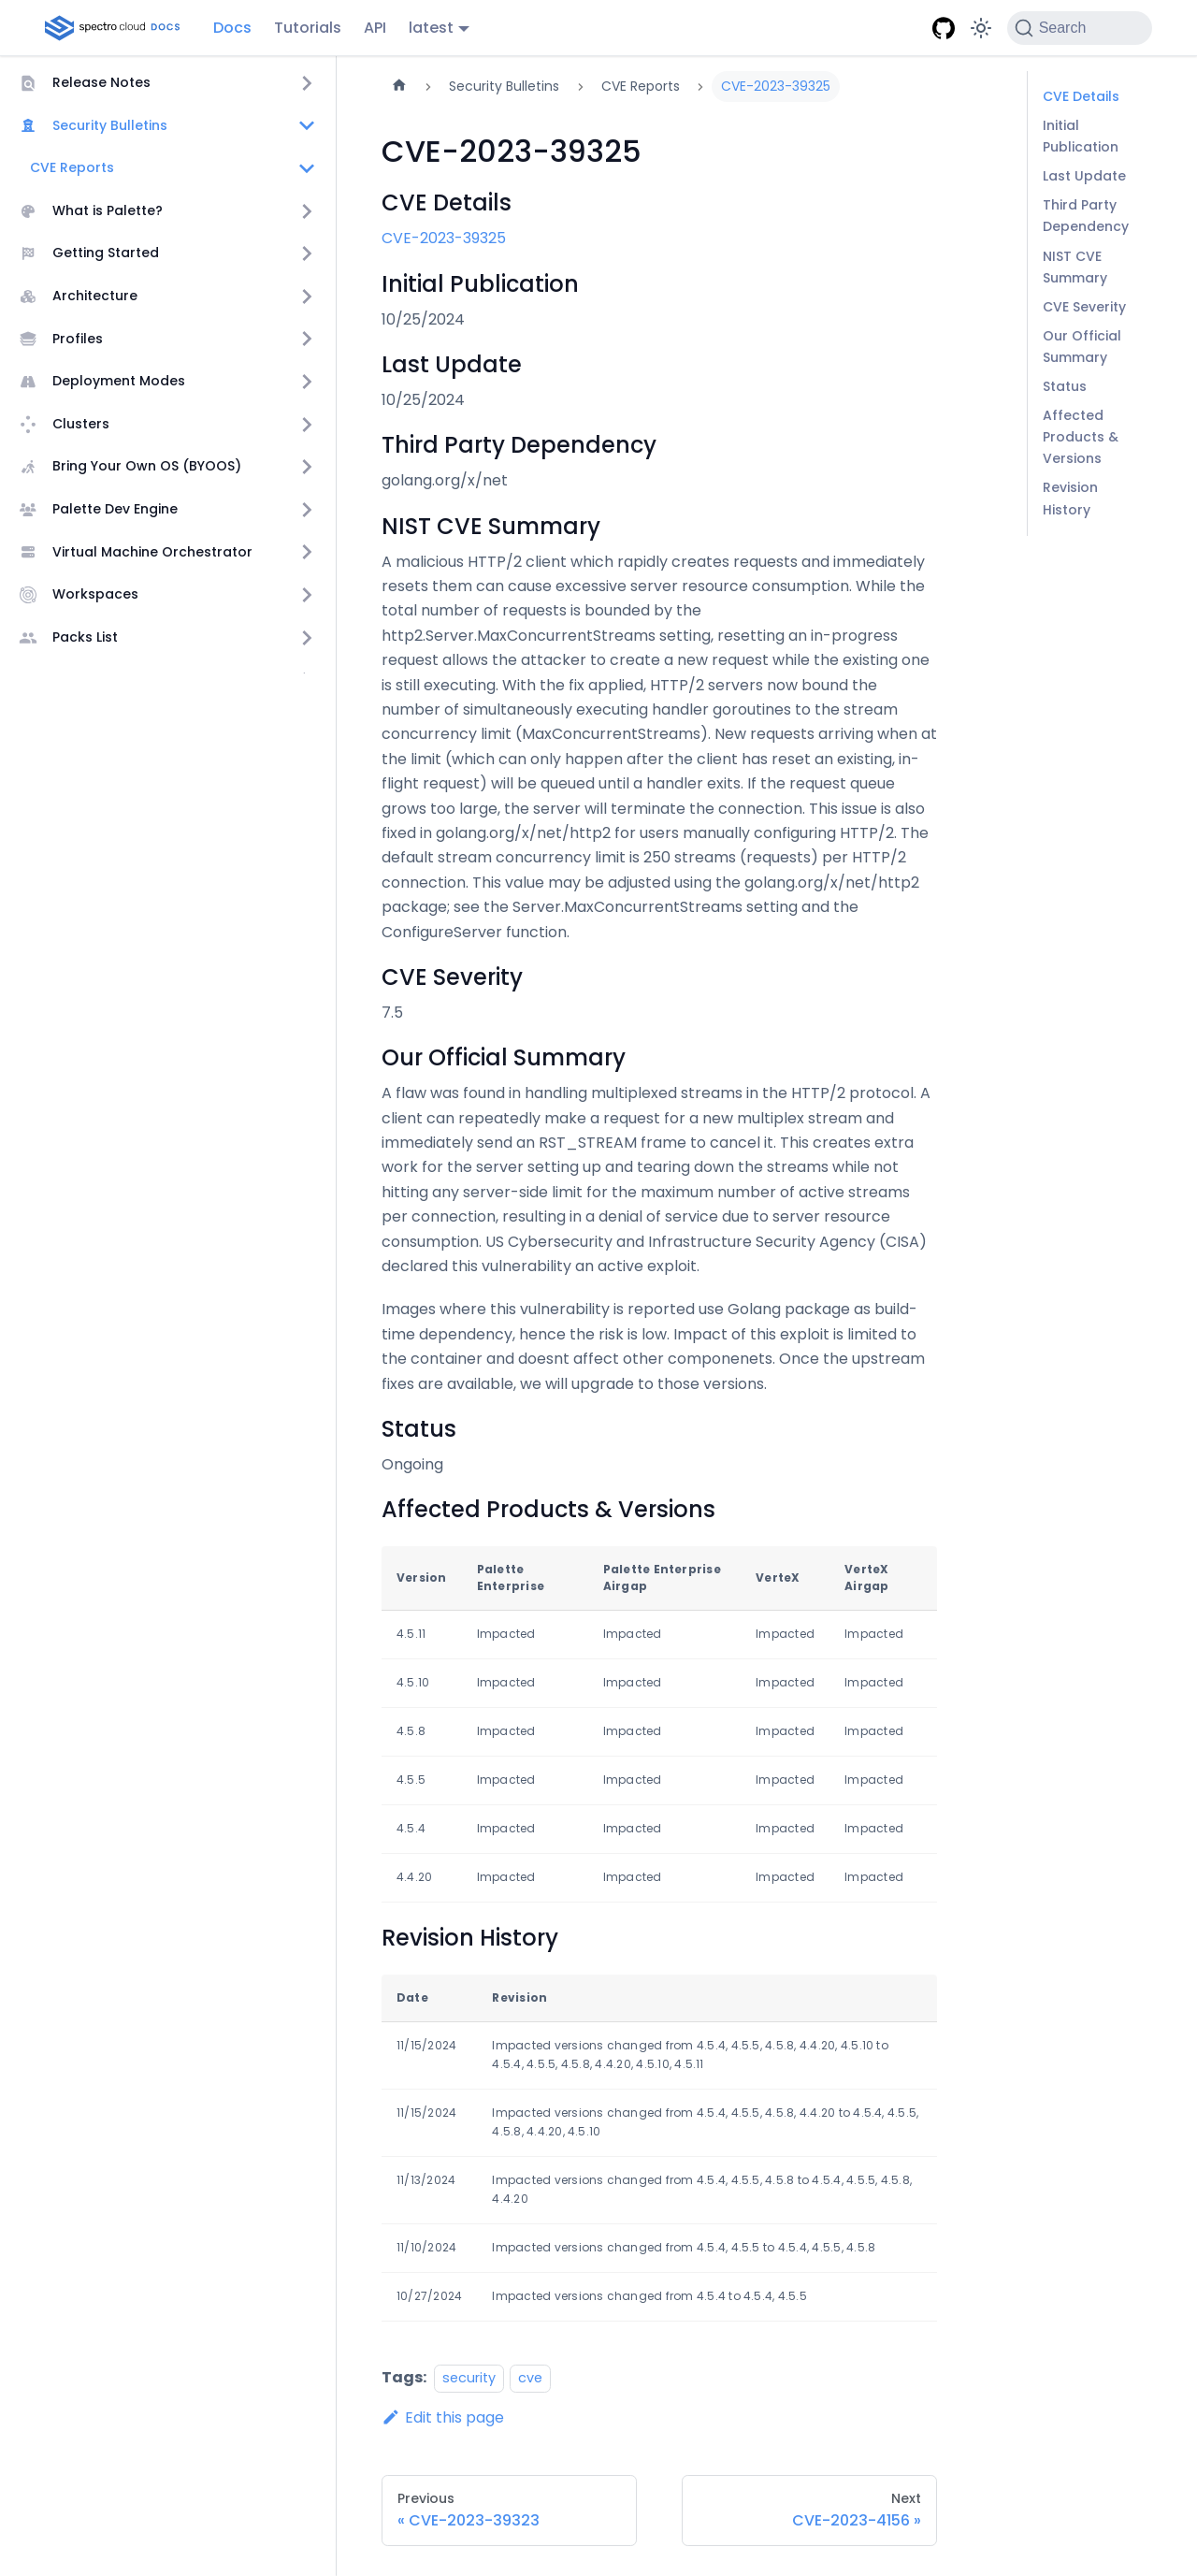 spectro cloud DOCS Docs Tutorials API latest Search
Release Notes
Security Bulletins
CVE Reports
What is Palette?
Getting Started
Architecture
Profiles
Deployment Modes
Clusters
Bring Your Own OS (BYOOS)
Palette Dev Engine
Virtual Machine Orchestrator
Workspaces
Packs List
Security Bulletins CVE Reports CVE-2023-39325
CVE-2023-39325
CVE Details
CVE-2023-39325
Initial Publication
10/25/2024
Last Update
10/25/2024
Third Party Dependency
golang.org/x/net
NIST CVE Summary
A malicious HTTP/2 client which rapidly creates requests and immediately
resets them can cause excessive server resource consumption. While the
total number of requests is bounded by the
http2.Server.MaxConcurrentStreams setting, resetting an in-progress
request allows the attacker to create a new request while the existing one
is still executing. With the fix applied, HTTP/2 servers now bound the
number of simultaneously executing handler goroutines to the stream
concurrency limit (MaxConcurrentStreams). New requests arriving when at
the limit (which can only happen after the client has reset an existing, in-
flight request) will be queued until a handler exits. If the request queue
grows too large, the server will terminate the connection. This issue is also
fixed in golang.org/x/net/http2 for users manually configuring HTTP/2. The
default stream concurrency limit is 250 streams (requests) per HTTP/2
connection. This value may be adjusted using the golang.org/x/net/http2
package; see the Server.MaxConcurrentStreams setting and the
ConfigureServer function.
CVE Severity
7.5
Our Official Summary
A flaw was found in handling multiplexed streams in the HTTP/2 protocol. A
client can repeatedly make a request for a new multiplex stream and
immediately send an RST_STREAM frame to cancel it. This creates extra
work for the server setting up and tearing down the streams while not
hitting any server-side limit for the maximum number of active streams
per connection, resulting in a denial of service due to server resource
consumption. US Cybersecurity and Infrastructure Security Agency (CISA)
declared this vulnerability an active exploit.
Images where this vulnerability is reported use Golang package as build-
time dependency, hence the risk is low. Impact of this exploit is limited to
the container and doesnt affect other componenets. Once the upstream
fixes are available, we will upgrade to those versions.
Status
Ongoing
Affected Products & Versions
Version Palette Enterprise Palette Enterprise Airgap VerteX VerteX Airgap
4.5.11 Impacted Impacted Impacted Impacted
4.5.10 Impacted Impacted Impacted Impacted
4.5.8 Impacted Impacted Impacted Impacted
4.5.5 Impacted Impacted Impacted Impacted
4.5.4 Impacted Impacted Impacted Impacted
4.4.20 Impacted Impacted Impacted Impacted
Revision History
Date Revision
11/15/2024 Impacted versions changed from 4.5.4, 4.5.5, 4.5.8, 4.4.20, 4.5.10 to
4.5.4, 4.5.5, 4.5.8, 4.4.20, 4.5.10, 4.5.11
11/15/2024 Impacted versions changed from 4.5.4, 4.5.5, 4.5.8, 4.4.20 to 4.5.4, 4.5.5,
4.5.8, 4.4.20, 4.5.10
11/13/2024 Impacted versions changed from 4.5.4, 4.5.5, 4.5.8 to 4.5.4, 4.5.5, 4.5.8,
4.4.20
11/10/2024 Impacted versions changed from 4.5.4, 4.5.5 to 4.5.4, 4.5.5, 4.5.8
10/27/2024 Impacted versions changed from 4.5.4 to 4.5.4, 4.5.5
Tags: security cve
Edit this page
Previous
« CVE-2023-39323
Next
CVE-2023-4156 »
CVE Details
Initial
Publication
Last Update
Third Party
Dependency
NIST CVE
Summary
CVE Severity
Our Official
Summary
Status
Affected
Products &
Versions
Revision
History